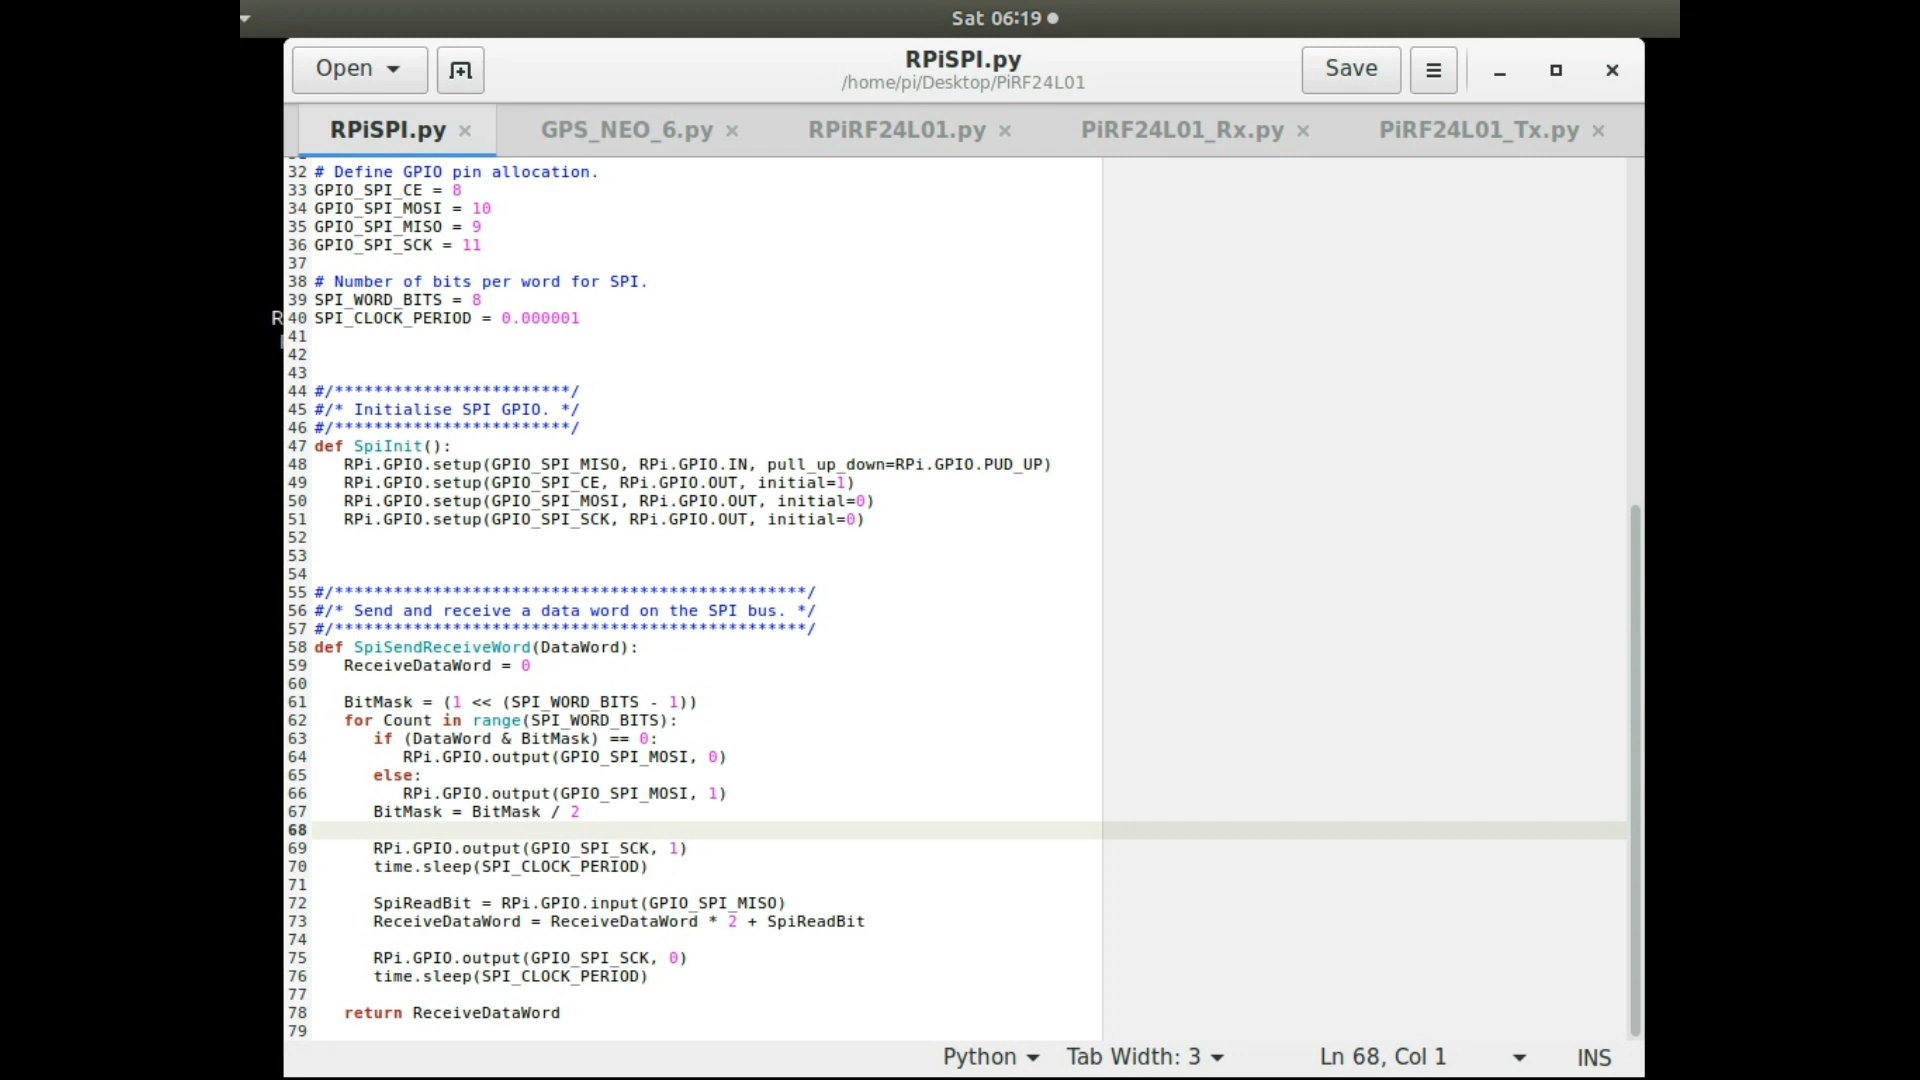 Sat 06:19
Open
RPiSPI.py
/home/pi/Desktop/PiRF24L01
Save
RPiSPI.py
GPS_NEO_6.py
RPiRF24L01.py
PiRF24L01_Rx.py
PiRF24L01_Tx.py
32 # Define GPIO pin allocation.
33 GPIO_SPI_CE = 8
34 GPIO_SPI_MOSI = 10
35 GPIO_SPI_MISO = 9
36 GPIO_SPI_SCK = 11
37
38 # Number of bits per word for SPI.
39 SPI_WORD_BITS = 8
R
40 SPI_CLOCK_PERIOD = 0.000001
41
42
43
44 #/************************/
45 #/* Initialise SPI GPIO. */
46 #/************************/
47 def SpiInit():
48    RPi.GPIO.setup(GPIO_SPI_MISO, RPi.GPIO.IN, pull_up_down=RPi.GPIO.PUD_UP)
49    RPi.GPIO.setup(GPIO_SPI_CE, RPi.GPIO.OUT, initial=1)
50    RPi.GPIO.setup(GPIO_SPI_MOSI, RPi.GPIO.OUT, initial=0)
51    RPi.GPIO.setup(GPIO_SPI_SCK, RPi.GPIO.OUT, initial=0)
52
53
54
55 #/************************************************/
56 #/* Send and receive a data word on the SPI bus. */
57 #/************************************************/
58 def SpiSendReceiveWord(DataWord):
59    ReceiveDataWord = 0
60
61    BitMask = (1 << (SPI_WORD_BITS - 1))
62    for Count in range(SPI_WORD_BITS):
63       if (DataWord & BitMask) == 0:
64          RPi.GPIO.output(GPIO_SPI_MOSI, 0)
65       else:
66          RPi.GPIO.output(GPIO_SPI_MOSI, 1)
67       BitMask = BitMask / 2
68
69       RPi.GPIO.output(GPIO_SPI_SCK, 1)
70       time.sleep(SPI_CLOCK_PERIOD)
71
72       SpiReadBit = RPi.GPIO.input(GPIO_SPI_MISO)
73       ReceiveDataWord = ReceiveDataWord * 2 + SpiReadBit
74
75       RPi.GPIO.output(GPIO_SPI_SCK, 0)
76       time.sleep(SPI_CLOCK_PERIOD)
77
78    return ReceiveDataWord
79
Python
Tab Width: 3
Ln 68, Col 1
INS